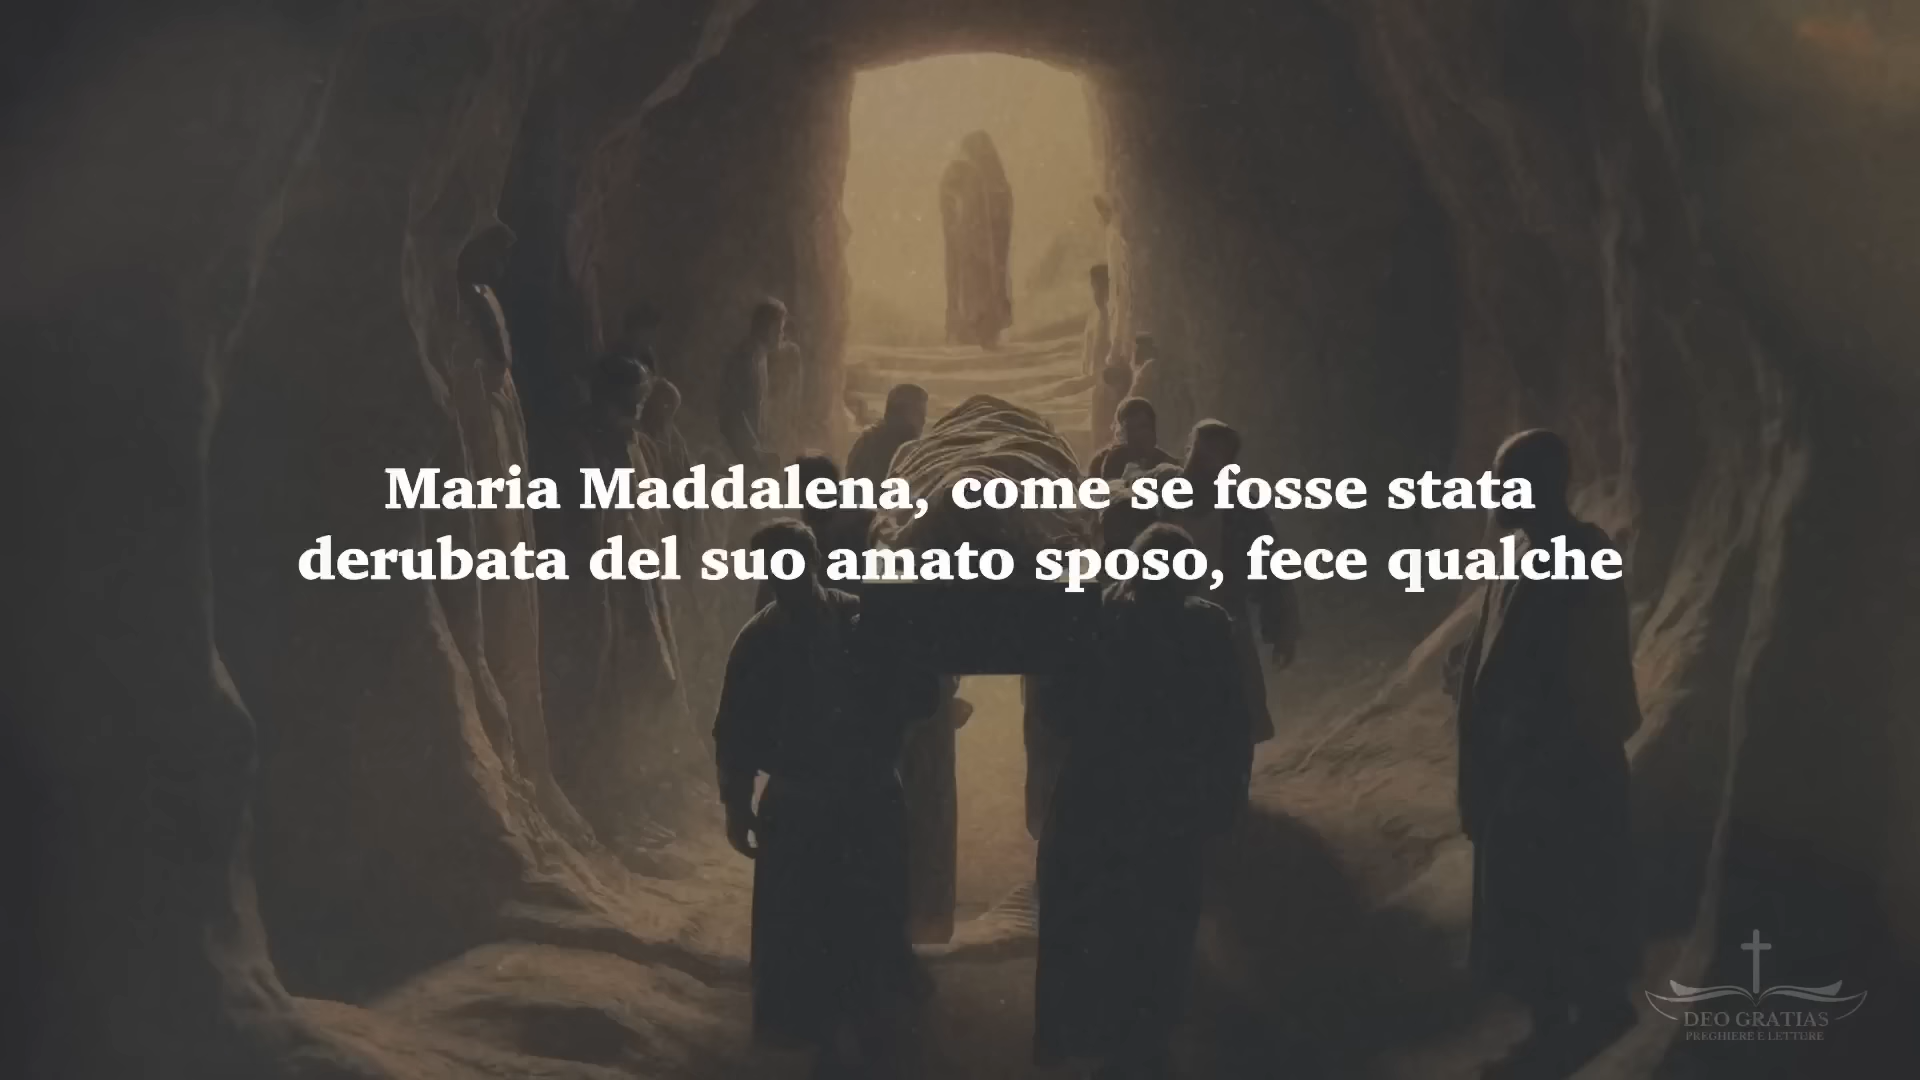 Maria Maddalena, come se fosse stata
derubata del suo amato sposo, fece qualche
DEO GRATIAS
PREGHIERE E LETTURE